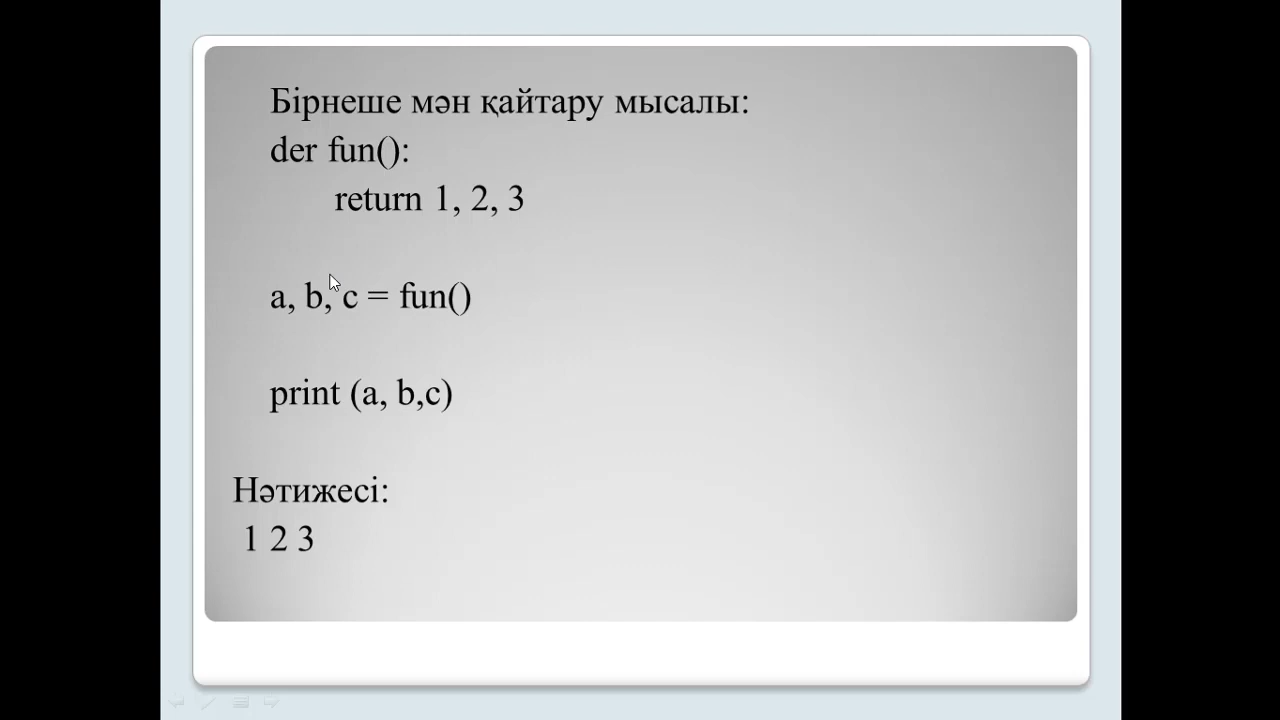 Бірнеше мән қайтару мысалы:
der fun():
return 1, 2, 3
a, b, c = fun()
print (a, b,c)
Нәтижесі:
1 2 3